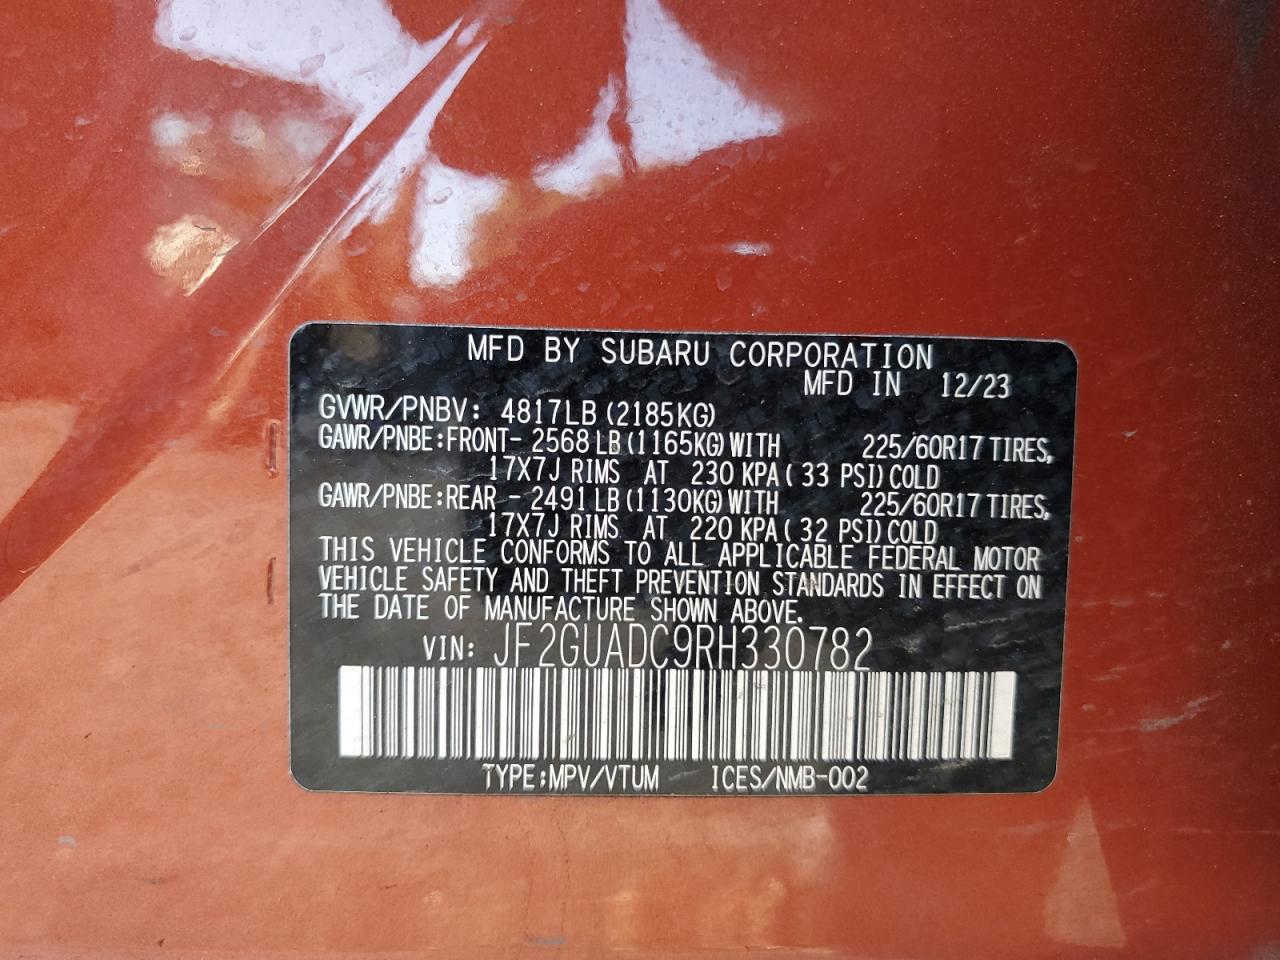 MFD BY SUBARU CORPORATION
MFD IN 12/23
GVWR/PNBV: 4817LB (2185KG)
GAWR/PNBE:FRONT- 2568 LB (1165KG) WITH 225/60R17 TIRES,
17X7J RIMS AT 230 KPA ( 33 PSI) COLD
GAWR/PNBE:REAR - 2491 LB (1130KG) WITH 225/60R17 TIRES,
17X7J RIMS AT 220 KPA ( 32 PSI) COLD
THIS VEHICLE CONFORMS TO ALL APPLICABLE FEDERAL MOTOR
VEHICLE SAFETY AND THEFT PREVENTION STANDARDS IN EFFECT ON
THE DATE OF MANUFACTURE SHOWN ABOVE.
VIN: JF2GUADC9RH330782
TYPE:MPV/VTUM ICES/NMB-002